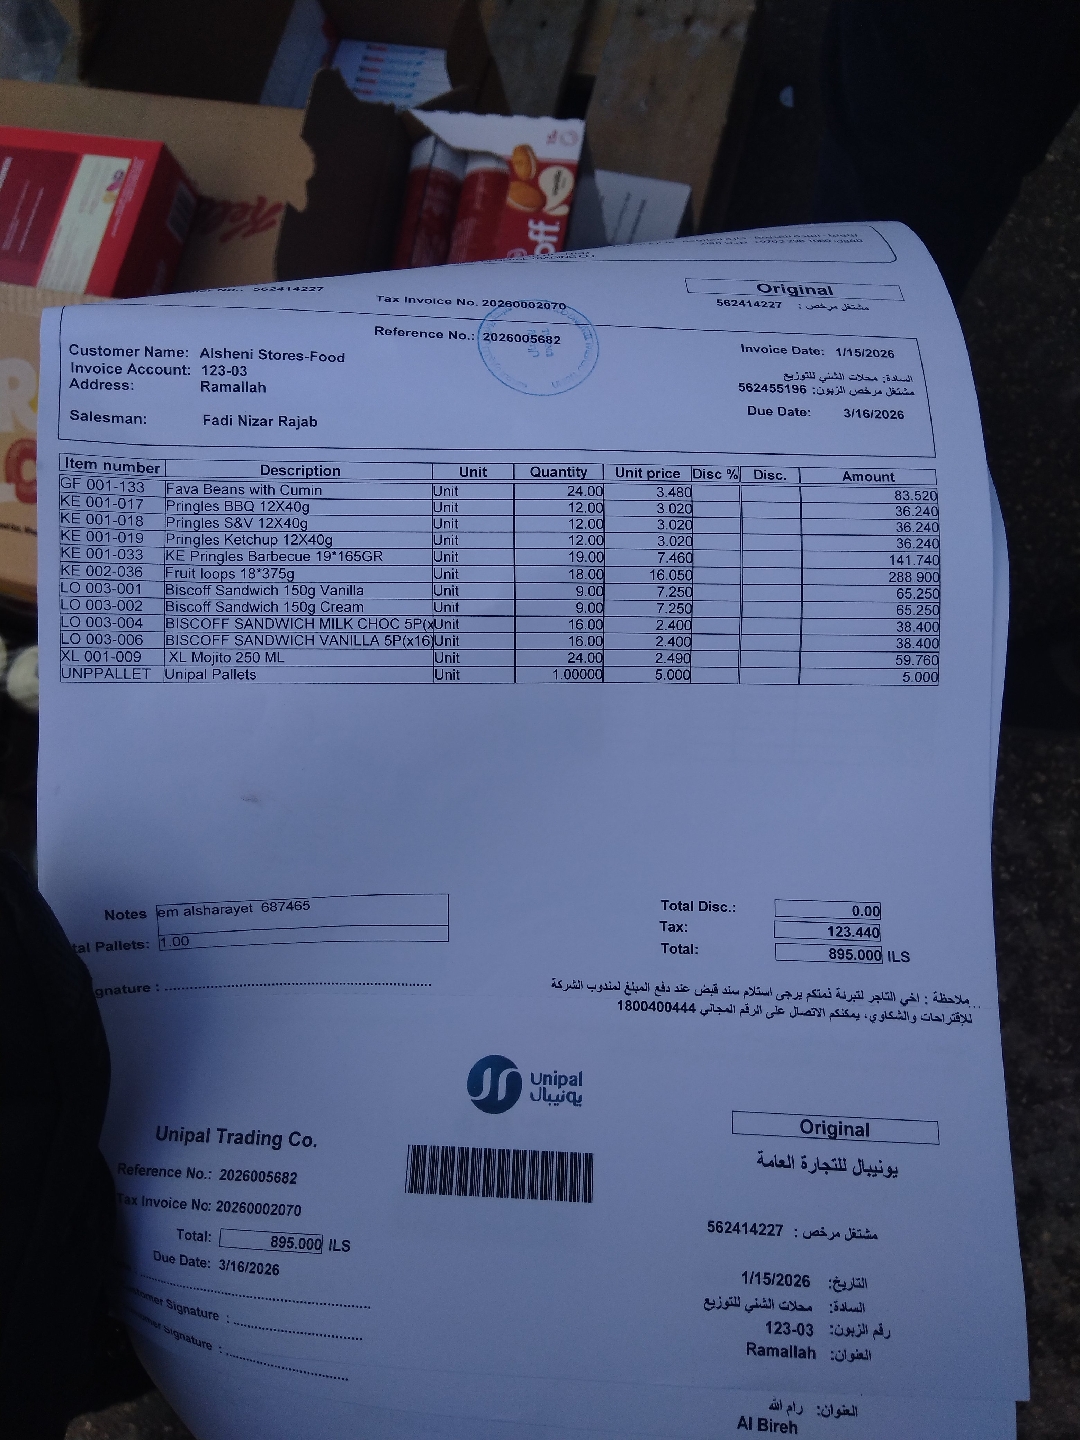 Original
562414227
Tax Invoice No. 20260002070
562414227 مشتغل مرخص :
Reference No.: 2026005682
Customer Name: Alsheni Stores-Food
Invoice Date: 1/15/2026
Invoice Account: 123-03
السادة: محلات الشني للتوزيع
Address: Ramallah
مشتغل مرخص الزبون: 562455196
Salesman: Fadi Nizar Rajab
Due Date: 3/16/2026
Item number Description Unit Quantity Unit price Disc % Disc. Amount
GF 001-133 Fava Beans with Cumin Unit 24.00 3.480 83.520
KE 001-017 Pringles BBQ 12X40g Unit 12.00 3.020 36.240
KE 001-018 Pringles S&V 12X40g Unit 12.00 3.020 36.240
KE 001-019 Pringles Ketchup 12X40g Unit 12.00 3.020 36.240
KE 001-033 KE Pringles Barbecue 19*165GR Unit 19.00 7.460 141.740
KE 002-036 Fruit loops 18*375g Unit 18.00 16.050 288.900
LO 003-001 Biscoff Sandwich 150g Vanilla Unit 9.00 7.250 65.250
LO 003-002 Biscoff Sandwich 150g Cream Unit 9.00 7.250 65.250
LO 003-004 BISCOFF SANDWICH MILK CHOC 5P(x Unit 16.00 2.400 38.400
LO 003-006 BISCOFF SANDWICH VANILLA 5P(x16) Unit 16.00 2.400 38.400
XL 001-009 XL Mojito 250 ML Unit 24.00 2.490 59.760
UNPPALLET Unipal Pallets Unit 1.00000 5.000 5.000
Notes em alsharayet 687465
Total Disc.: 0.00
tal Pallets: 1.00
Tax: 123.440
Total: 895.000 ILS
gnature :
ملاحظة : اخي التاجر لتبرئة ذمتكم يرجى استلام سند قبض عند دفع المبلغ لمندوب الشركة
للإقتراحات والشكاوي، يمكنكم الاتصال على الرقم المجاني 1800400444
Unipal
يونيبال
Unipal Trading Co.
Original
يونيبال للتجارة العامة
Reference No.: 2026005682
Tax Invoice No: 20260002070
Total: 895.000 ILS
562414227 مشتغل مرخص :
Due Date: 3/16/2026
التاريخ: 1/15/2026
السادة: محلات الشني للتوزيع
stomer Signature :
رقم الزبون: 123-03
العنوان: Ramallah
Signature :
العنوان: رام الله
Al Bireh